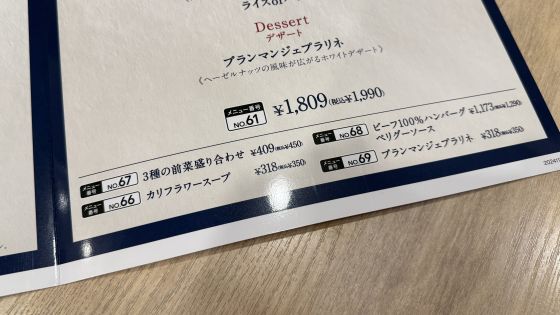 ライスor
Dessert
デザート
ブランマンジェプラリネ
(ヘーゼルナッツの風味が広がるホワイトデザート)
メニュー番号 NO.61 ¥1,809(税込¥1,990)
メニュー番号 NO.67 3種の前菜盛り合わせ ¥409(税込¥450)
メニュー番号 NO.66 カリフラワースープ ¥318(税込¥350)
メニュー番号 NO.68 ビーフ100%ハンバーグ ¥1,173(税込¥1,290)
ペリグーソース
メニュー番号 NO.69 ブランマンジェプラリネ ¥318(税込¥350)